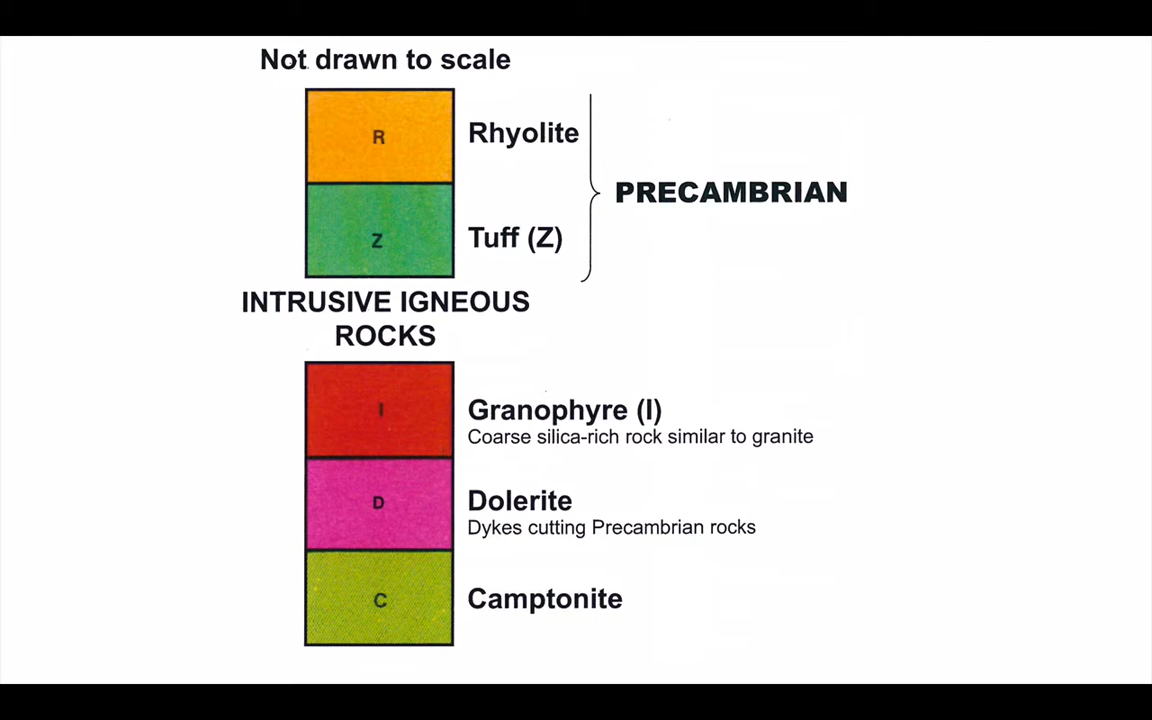 Not drawn to scale
R
Rhyolite
PRECAMBRIAN
Z
Tuff (Z)
INTRUSIVE IGNEOUS
ROCKS
I
Granophyre (I)
Coarse silica-rich rock similar to granite
D
Dolerite
Dykes cutting Precambrian rocks
C
Camptonite